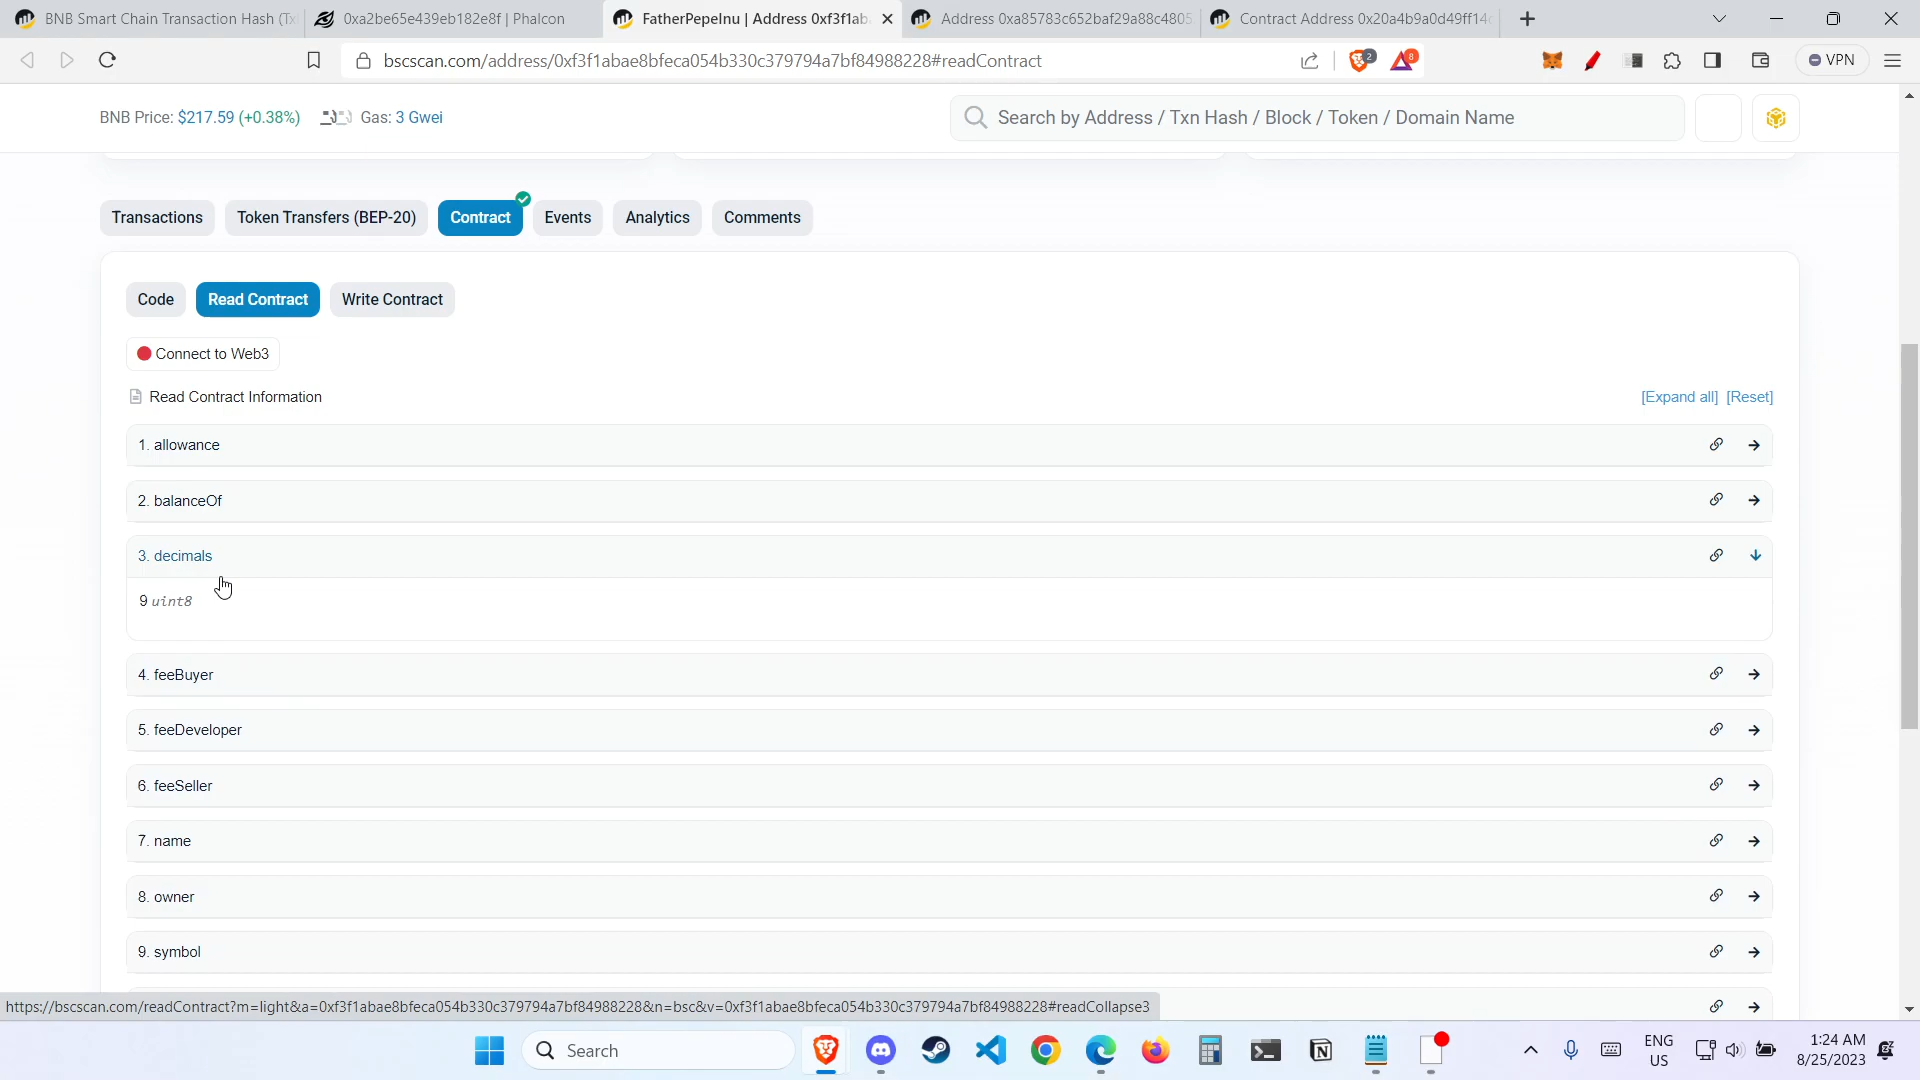 BNB Smart Chain Transaction Hash (Tx
0xa2be65e439eb182e8f | Phalcon
FatherPepeInu | Address 0xf3f1ab
Address 0xa85783c652baf29a88c4805
Contract Address 0x20a4b9a0d49ff14c
bscscan.com/address/0xf3f1abae8bfeca054b330c379794a7bf84988228#readContract
2
8
VPN
BNB Price: $217.59 (+0.38%) Gas: 3 Gwei
Search by Address / Txn Hash / Block / Token / Domain Name
Transactions
Token Transfers (BEP-20)
Contract
Events
Analytics
Comments
Code
Read Contract
Write Contract
Connect to Web3
Read Contract Information
[Expand all] [Reset]
1. allowance
2. balanceOf
3. decimals
9 uint8
4. feeBuyer
5. feeDeveloper
6. feeSeller
7. name
8. owner
9. symbol
https://bscscan.com/readContract?m=light&a=0xf3f1abae8bfeca054b330c379794a7bf84988228&n=bsc&v=0xf3f1abae8bfeca054b330c379794a7bf84988228#readCollapse3
Search
ENG
US
1:24 AM
8/25/2023